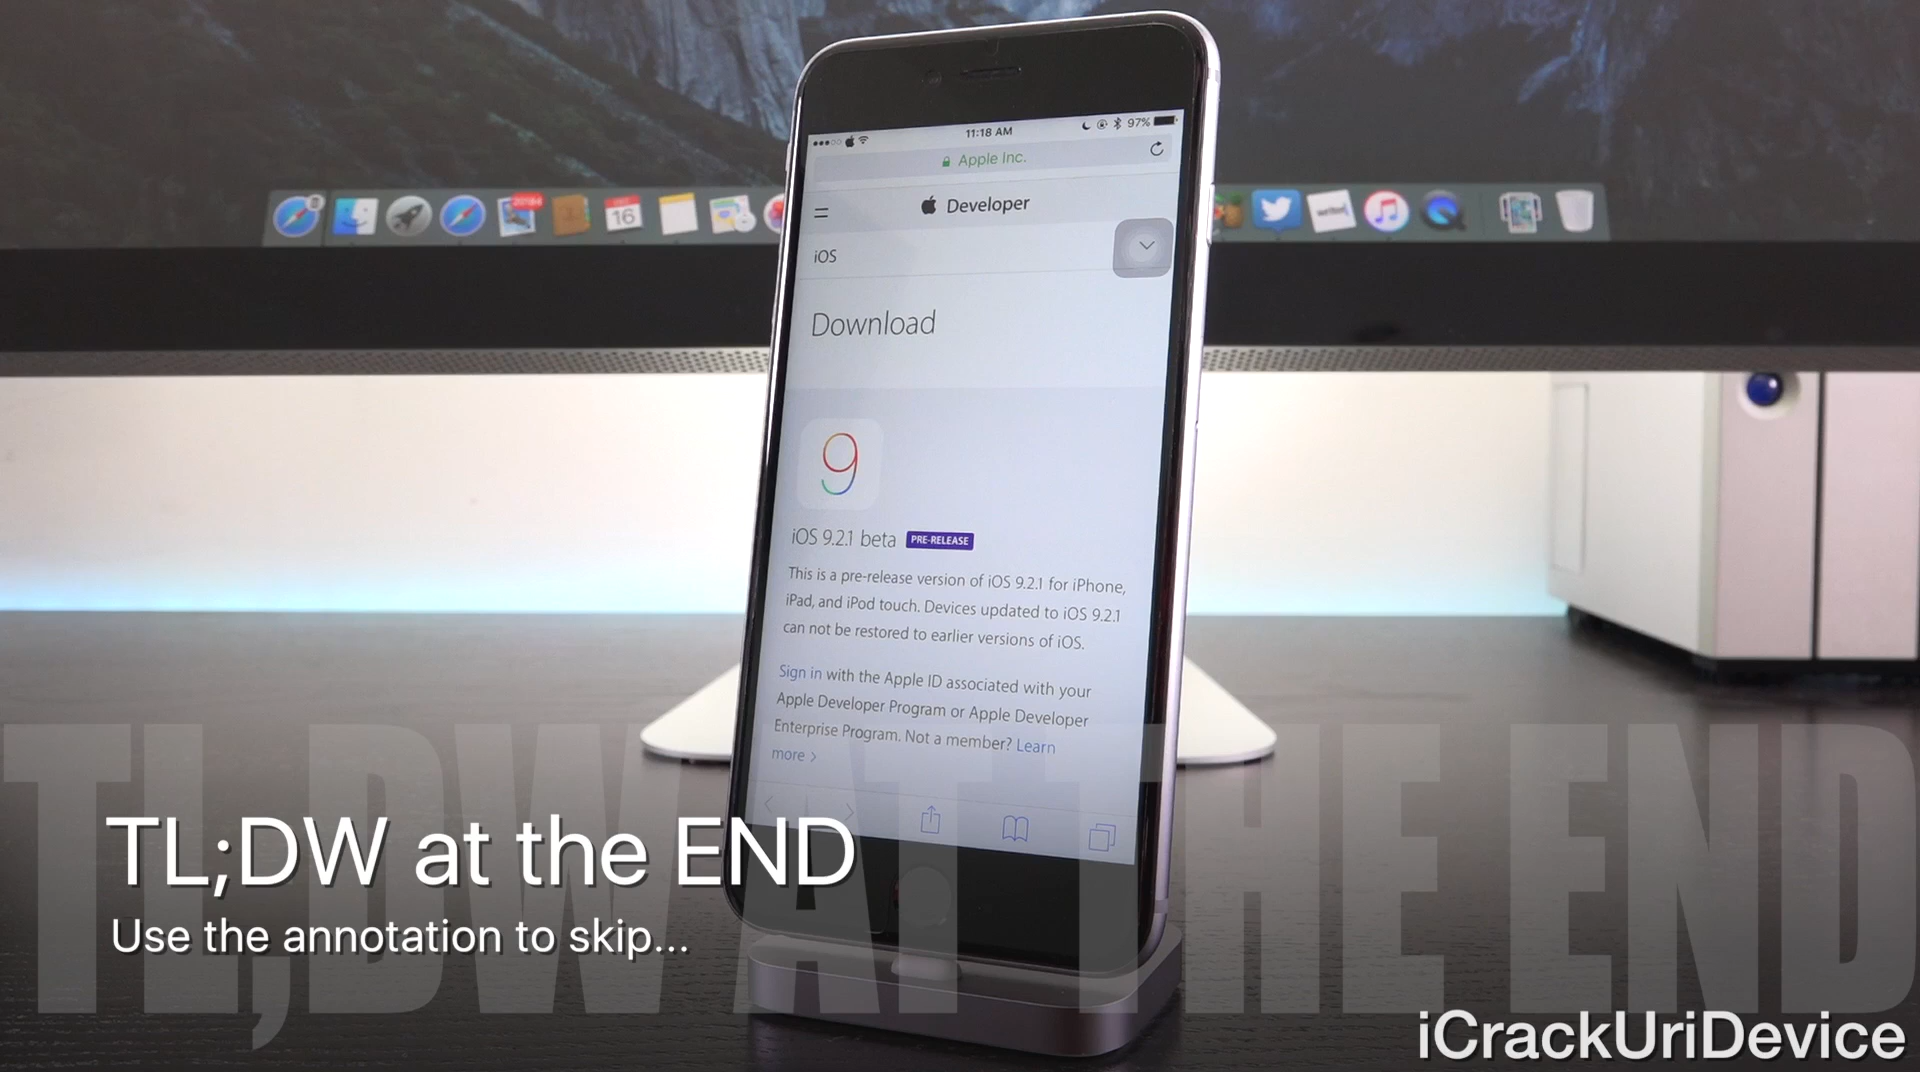 11:18 AM
97%
Apple Inc.
Developer
iOS
Download
9
iOS 9.2.1 beta PRE-RELEASE
This is a pre-release version of iOS 9.2.1 for iPhone,
iPad, and iPod touch. Devices updated to iOS 9.2.1
can not be restored to earlier versions of iOS.
Sign in with the Apple ID associated with your
Apple Developer Program or Apple Developer
Enterprise Program. Not a member? Learn
more >
16
TL;DW AT THE END
TL;DW at the END
Use the annotation to skip...
iCrackUriDevice